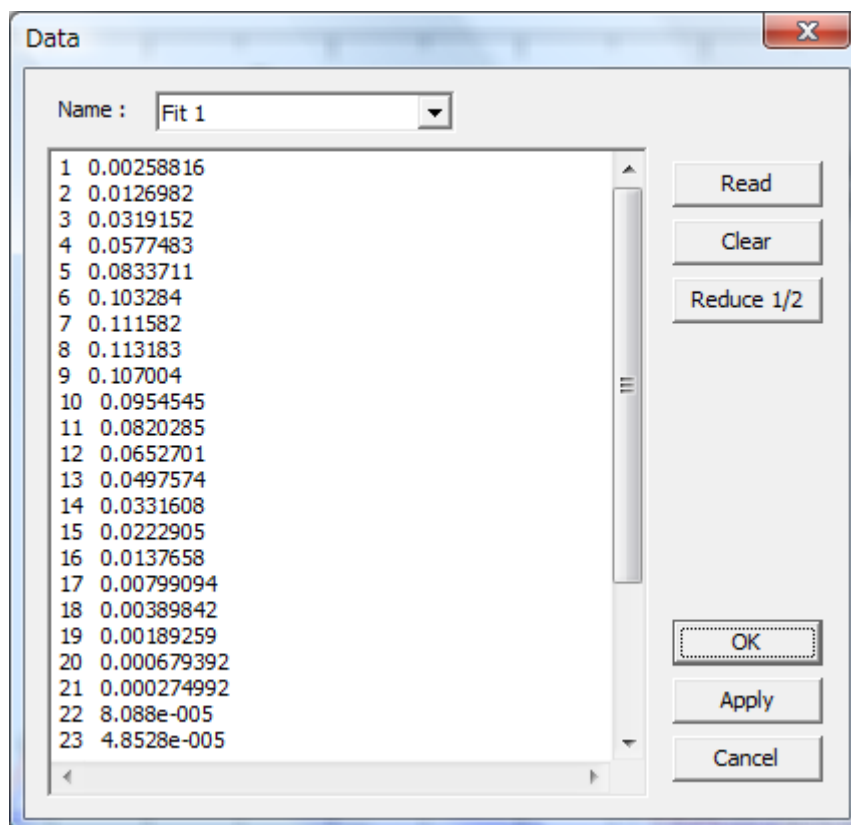 Data
Name : Fit 1
1 0.00258816
2 0.0126982
3 0.0319152
4 0.0577483
5 0.0833711
6 0.103284
7 0.111582
8 0.113183
9 0.107004
10 0.0954545
11 0.0820285
12 0.0652701
13 0.0497574
14 0.0331608
15 0.0222905
16 0.0137658
17 0.00799094
18 0.00389842
19 0.00189259
20 0.000679392
21 0.000274992
22 8.088e-005
23 4.8528e-005
Read
Clear
Reduce 1/2
OK
Apply
Cancel